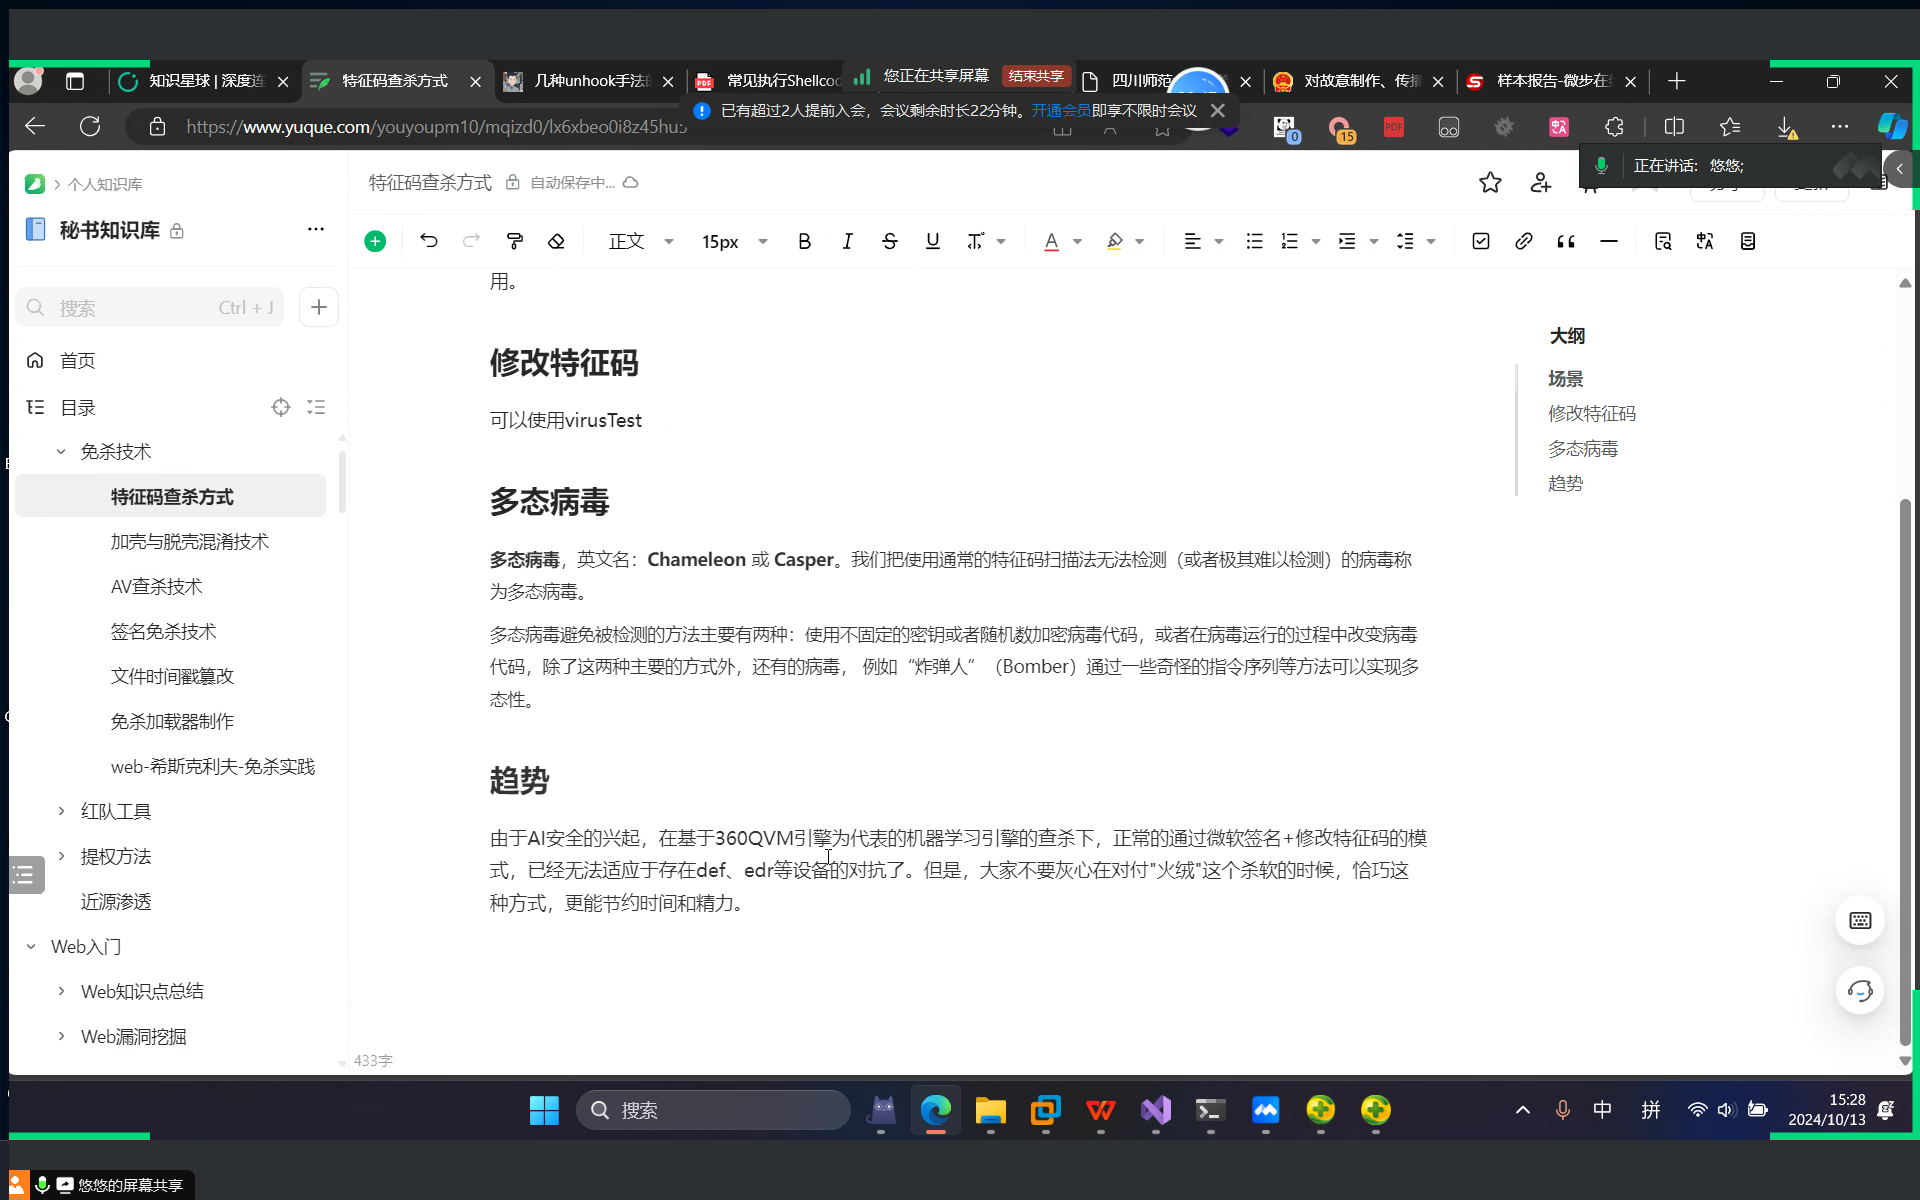 知识星球 | 深度连
特征码查杀方式
几种unhook手法的
常见执行Shellcod
您正在共享屏幕
结束共享
四川师范
对故意制作、传播
样本报告-微步在线
已有超过2人提前入会，会议剩余时长22分钟。开通会员即享不限时会议
https://www.yuque.com/youyoupm10/mqizd0/lx6xbeo0i8z45hu5
0
15
PDF
正在讲话: 悠悠;
个人知识库
特征码查杀方式
自动保存中...
秘书知识库
正文
15px
搜索
Ctrl + J
首页
目录
免杀技术
特征码查杀方式
加壳与脱壳混淆技术
AV查杀技术
签名免杀技术
文件时间戳篡改
免杀加载器制作
web-希斯克利夫-免杀实践
红队工具
提权方法
近源渗透
Web入门
Web知识点总结
Web漏洞挖掘
用。
修改特征码
可以使用virusTest
多态病毒
多态病毒，英文名：Chameleon 或 Casper。我们把使用通常的特征码扫描法无法检测（或者极其难以检测）的病毒称
为多态病毒。
多态病毒避免被检测的方法主要有两种：使用不固定的密钥或者随机数加密病毒代码，或者在病毒运行的过程中改变病毒
代码，除了这两种主要的方式外，还有的病毒， 例如“炸弹人”（Bomber）通过一些奇怪的指令序列等方法可以实现多
态性。
趋势
由于AI安全的兴起，在基于360QVM引擎为代表的机器学习引擎的查杀下，正常的通过微软签名+修改特征码的模
式，已经无法适应于存在def、edr等设备的对抗了。但是，大家不要灰心在对付"火绒"这个杀软的时候，恰巧这
种方式，更能节约时间和精力。
大纲
场景
修改特征码
多态病毒
趋势
433字
搜索
中
拼
15:28
2024/10/13
悠悠的屏幕共享